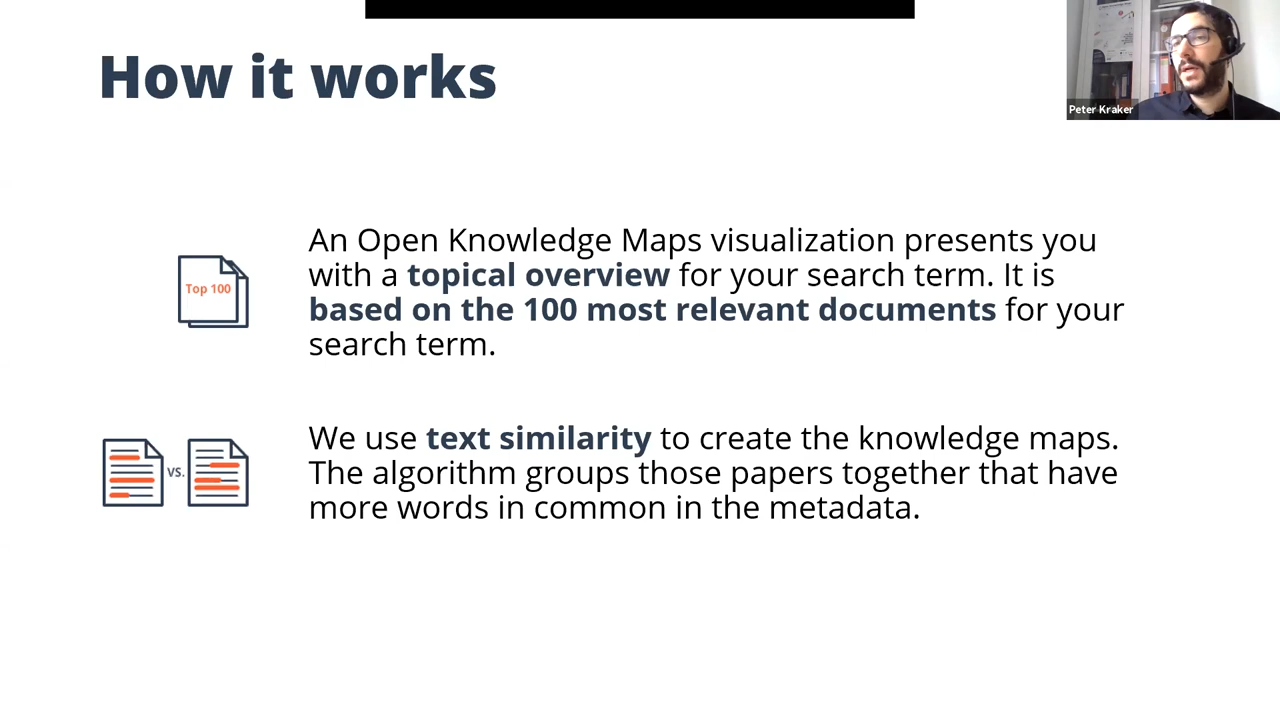 How it works
Peter Kraker
Top 100
An Open Knowledge Maps visualization presents you
with a topical overview for your search term. It is
based on the 100 most relevant documents for your
search term.
vs.
We use text similarity to create the knowledge maps.
The algorithm groups those papers together that have
more words in common in the metadata.